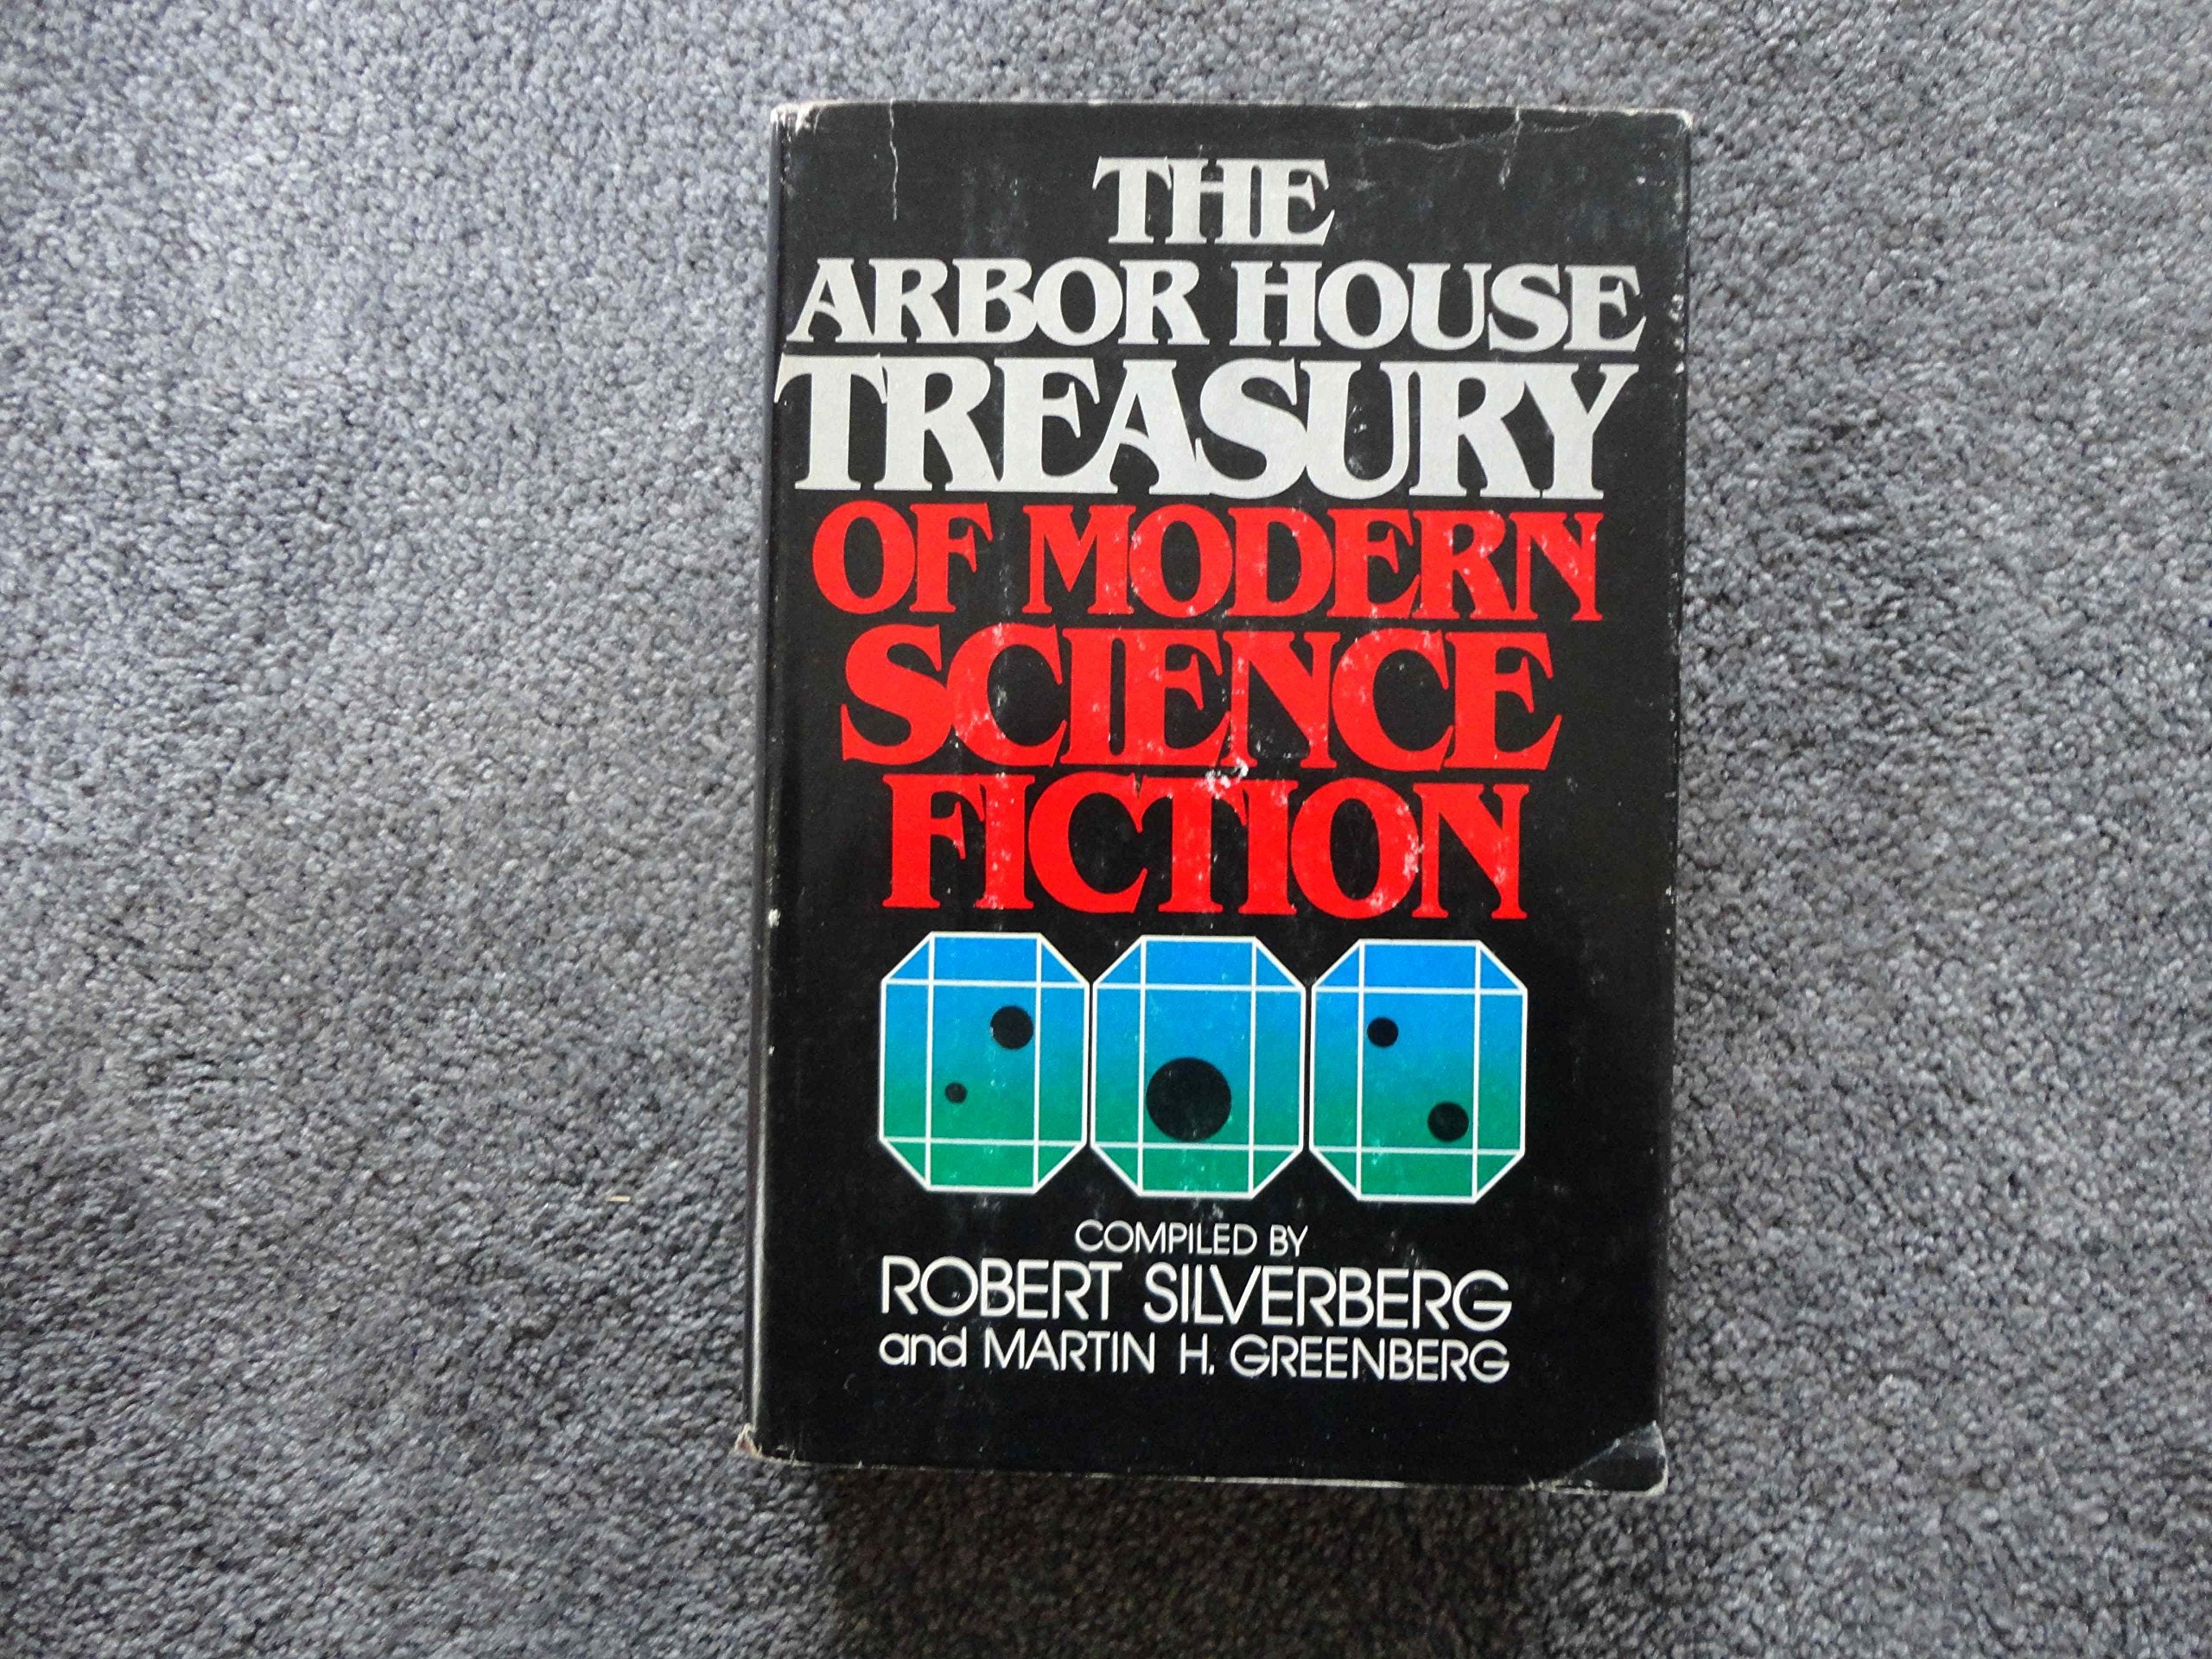 THE
ARBOR HOUSE
TREASURY
OF MODERN
SCIENCE
FICTION
COMPILED BY
ROBERT SILVERBERG
and MARTIN H. GREENBERG